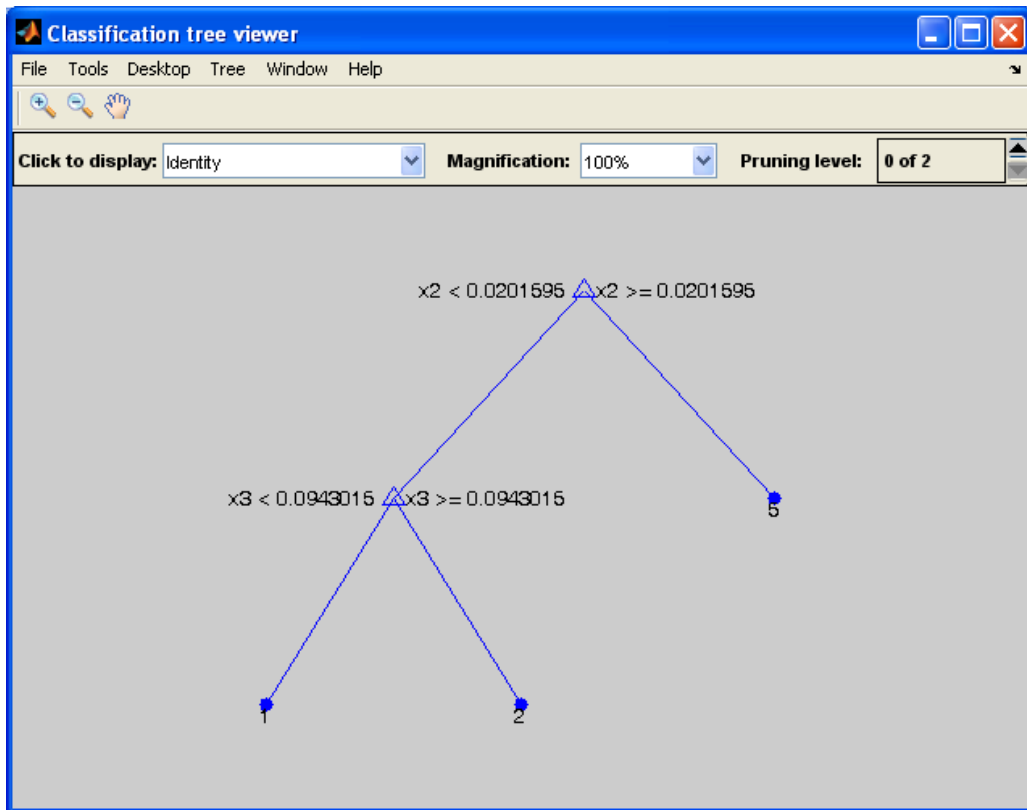 Classification tree viewer
File Tools Desktop Tree Window Help
Click to display: Identity Magnification: 100% Pruning level: 0 of 2
x2 < 0.0201595 x2 >= 0.0201595
x3 < 0.0943015 x3 >= 0.0943015
5
1 2